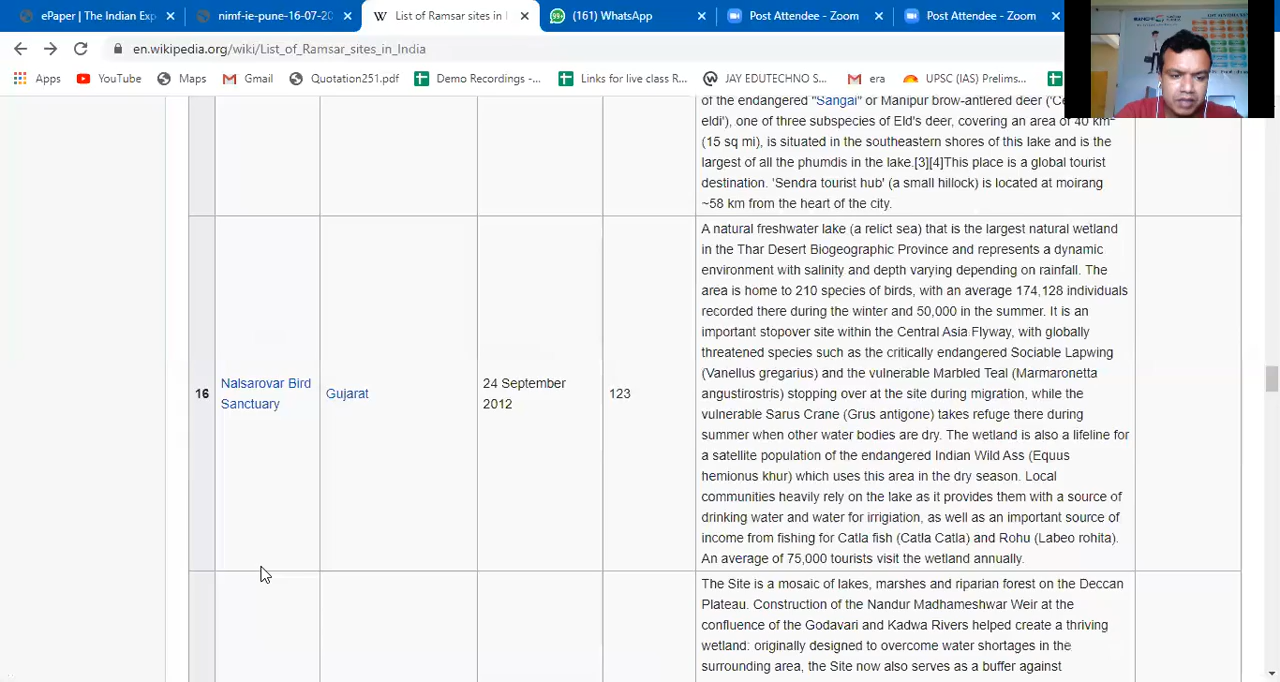 ePaper | The Indian Exp
nimf-ie-pune-16-07-20
List of Ramsar sites in I
(161) WhatsApp
Post Attendee - Zoom
Post Attendee - Zoom
en.wikipedia.org/wiki/List_of_Ramsar_sites_in_India
Apps
YouTube
Maps
Gmail
Quotation251.pdf
Demo Recordings -...
Links for live class R...
JAY EDUTECHNO S...
era
UPSC (IAS) Prelims...
of the endangered "Sangai" or Manipur brow-antlered deer ('Ce
eldi'), one of three subspecies of Eld's deer, covering an area of 40 km²
(15 sq mi), is situated in the southeastern shores of this lake and is the
largest of all the phumdis in the lake.[3][4]This place is a global tourist
destination. 'Sendra tourist hub' (a small hillock) is located at moirang
~58 km from the heart of the city.
16
Nalsarovar Bird
Sanctuary
Gujarat
24 September
2012
123
A natural freshwater lake (a relict sea) that is the largest natural wetland
in the Thar Desert Biogeographic Province and represents a dynamic
environment with salinity and depth varying depending on rainfall. The
area is home to 210 species of birds, with an average 174,128 individuals
recorded there during the winter and 50,000 in the summer. It is an
important stopover site within the Central Asia Flyway, with globally
threatened species such as the critically endangered Sociable Lapwing
(Vanellus gregarius) and the vulnerable Marbled Teal (Marmaronetta
angustirostris) stopping over at the site during migration, while the
vulnerable Sarus Crane (Grus antigone) takes refuge there during
summer when other water bodies are dry. The wetland is also a lifeline for
a satellite population of the endangered Indian Wild Ass (Equus
hemionus khur) which uses this area in the dry season. Local
communities heavily rely on the lake as it provides them with a source of
drinking water and water for irrigiation, as well as an important source of
income from fishing for Catla fish (Catla Catla) and Rohu (Labeo rohita).
An average of 75,000 tourists visit the wetland annually.
The Site is a mosaic of lakes, marshes and riparian forest on the Deccan
Plateau. Construction of the Nandur Madhameshwar Weir at the
confluence of the Godavari and Kadwa Rivers helped create a thriving
wetland: originally designed to overcome water shortages in the
surrounding area, the Site now also serves as a buffer against